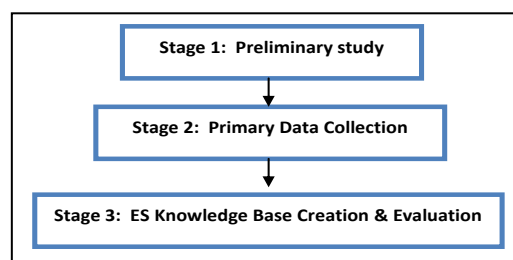 Stage 1: Preliminary study
Stage 2: Primary Data Collection
Stage 3: ES Knowledge Base Creation & Evaluation